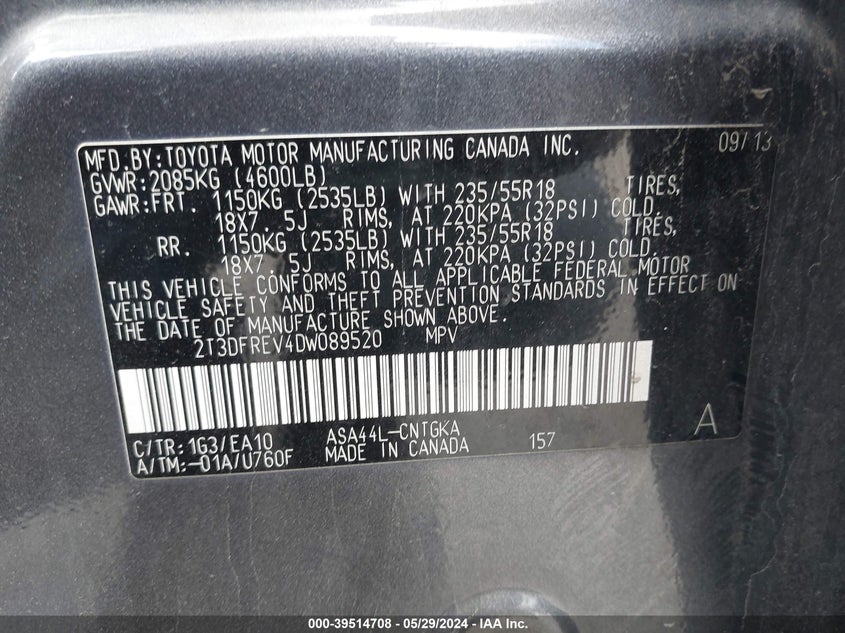 MFD.BY:TOYOTA MOTOR MANUFACTURING CANADA INC. 09/13
GVWR:2085KG (4600LB)
GAWR:FRT. 1150KG (2535LB) WITH 235/55R18 TIRES,
18X7.5J RIMS, AT 220KPA (32PSI) COLD.
RR. 1150KG (2535LB) WITH 235/55R18 TIRES,
18X7.5J RIMS, AT 220KPA (32PSI) COLD.
THIS VEHICLE CONFORMS TO ALL APPLICABLE FEDERAL MOTOR
VEHICLE SAFETY AND THEFT PREVENTION STANDARDS IN EFFECT ON
THE DATE OF MANUFACTURE SHOWN ABOVE.
2T3DFREV4DW089520 MPV
C/TR:1G3/EA10 ASA44L-CNTGKA 157 A
A/TM:-01A/U760F MADE IN CANADA
000-39514708 - 05/29/2024 - IAA Inc.